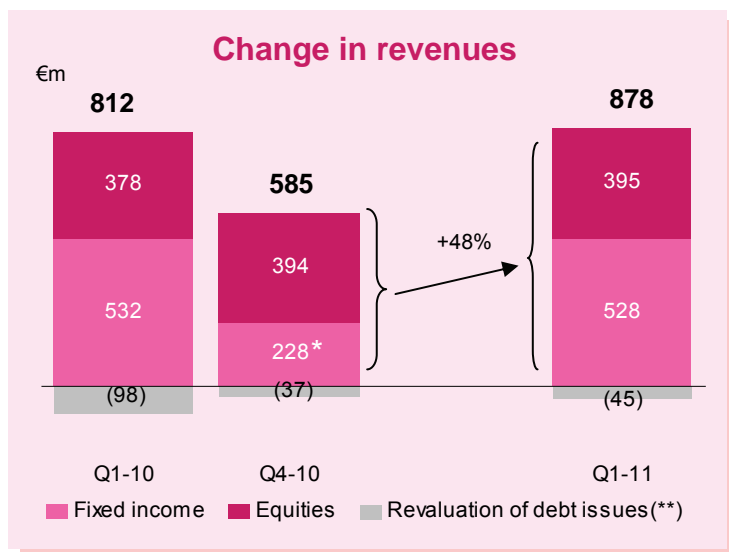 Change in revenues
€m
812
878
585
378
395
394
+48%
532
528
228*
(98)
(37)
(45)
Q1-10
Q4-10
Q1-11
Fixed income
Equities
Revaluation of debt issues(**)